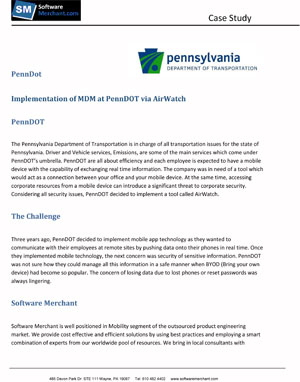 SM Software
Merchant.com
Case Study
pennsylvania
DEPARTMENT OF TRANSPORTATION
PennDot
Implementation of MDM at PennDOT via AirWatch
PennDOT
The Pennsylvania Department of Transportation is in charge of all transportation issues for the state of
Pennsylvania. Driver and Vehicle services, Emissions, are some of the main services which come under
PennDOT's umbrella. PennDOT are all about efficiency and each employee is expected to have a mobile
device with the capability of exchanging real time information. The company was in need of a tool which
would act as a connection between your office and your mobile device. At the same time, accessing
corporate resources from a mobile device can introduce a significant threat to corporate security.
Considering all security issues, PennDOT decided to implement a tool called AirWatch.
The Challenge
Three years ago, PennDOT decided to implement mobile app technology as they wanted to
communicate with their employees at remote sites by pushing data onto their phones in real time. Once
they implemented mobile technology, the next concern was security of sensitive information. PennDOT
was not sure how they could manage all this information in a safe manner when BYOD (Bring your own
device) had become so popular. The concern of losing data due to lost phones or reset passwords was
always lingering.
Software Merchant
Software Merchant is well positioned in Mobility segment of the outsourced product engineering
market. We provide cost effective and efficient solutions by using best practices and employing a smart
combination of experts from our worldwide pool of resources. We bring in local consultants with
485 Devon Park Dr. STE 111 Wayne, PA 19087 Tel: 610 482 4402 www.softwaremerchant.com